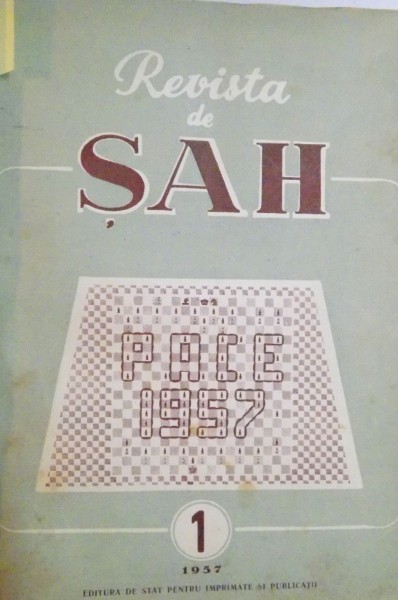 Revista
de
ȘAH
PACE
1957
1
1957
EDITURA DE STAT PENTRU IMPRIMATE ȘI PUBLICAȚII